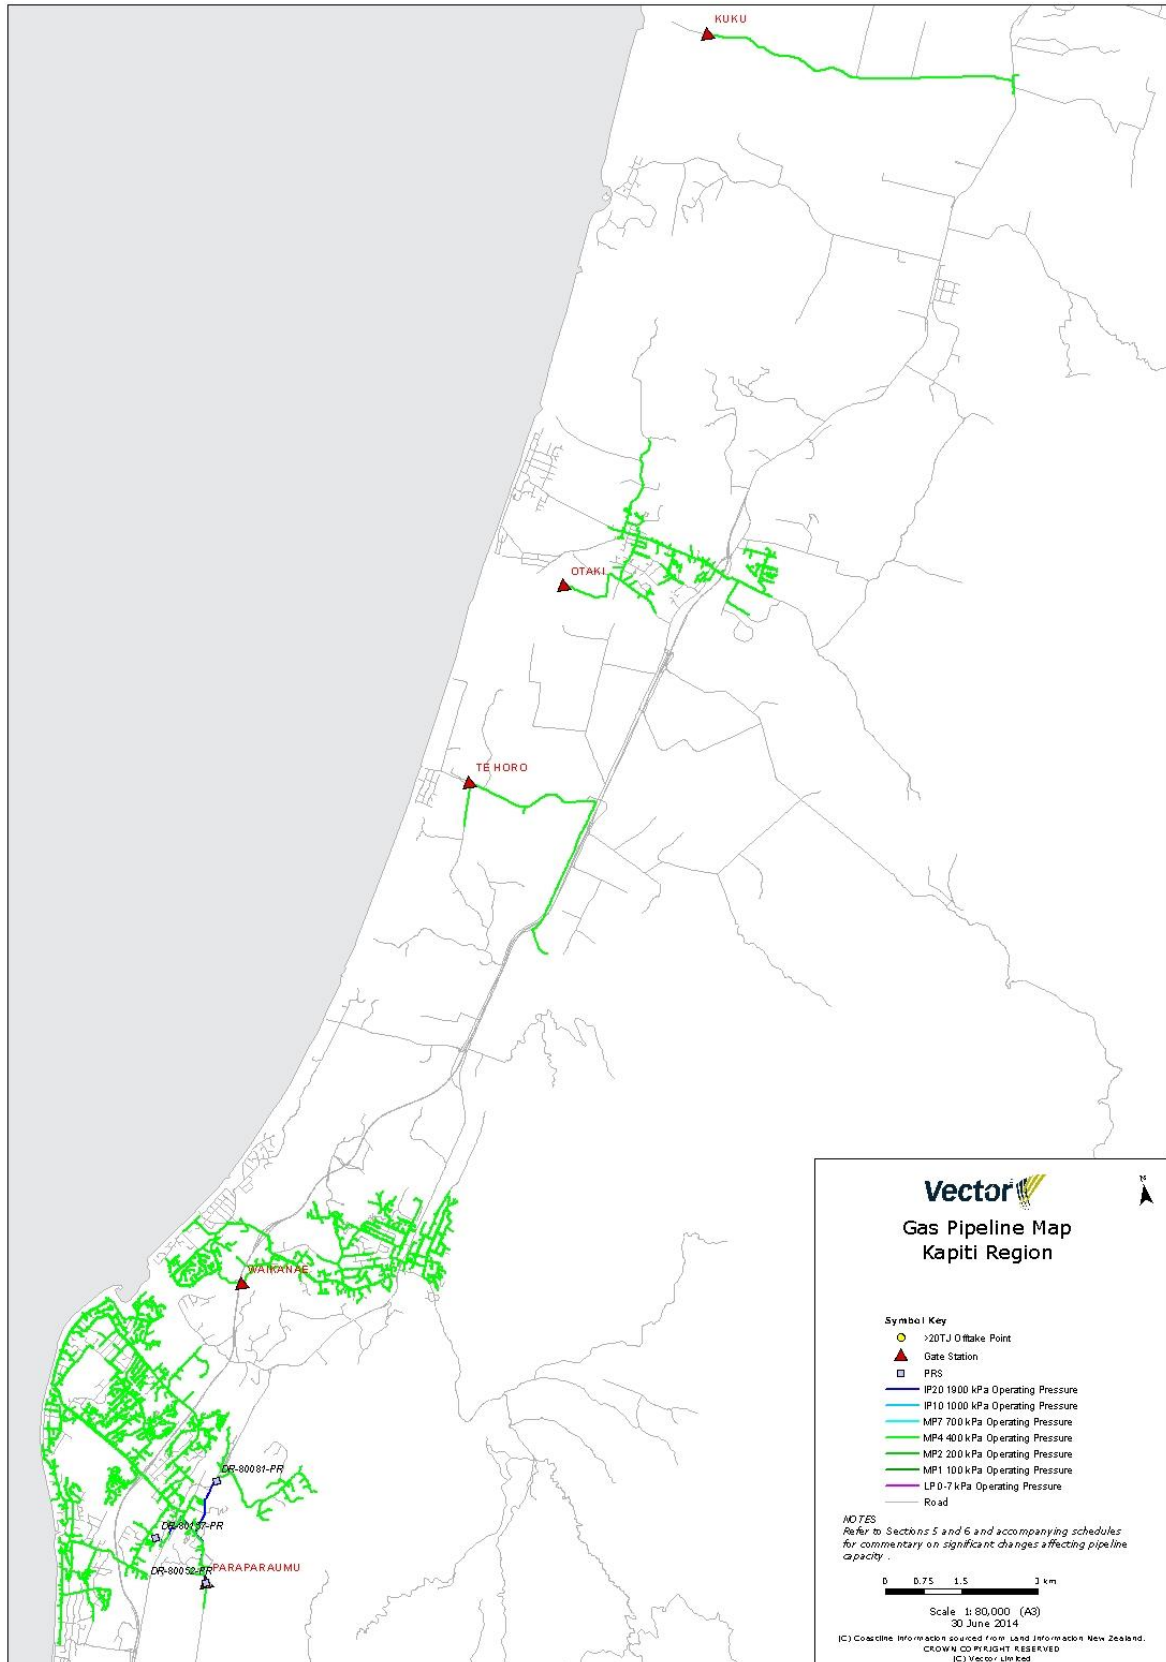 KUKU
OTAKI
TE HORO
WAIKANAE
DR-80081-PR
DR-80157-PR
DR-80052-PR
PARAPARAUMU
Vector
N
Gas Pipeline Map
Kapiti Region
Symbol Key
>20TJ Offtake Point
Gate Station
PRS
IP20 1900 kPa Operating Pressure
IP10 1000 kPa Operating Pressure
MP7 700 kPa Operating Pressure
MP4 400 kPa Operating Pressure
MP2 200 kPa Operating Pressure
MP1 100 kPa Operating Pressure
LP 0-7 kPa Operating Pressure
Road
NOTES
Refer to Sections 5 and 6 and accompanying schedules
for commentary on significant changes affecting pipeline
capacity .
0 0.75 1.5 3 km
Scale 1:80,000 (A3)
30 June 2014
(C) Coastline information sourced from Land Information New Zealand.
CROWN COPYRIGHT RESERVED
(C) Vector Limited